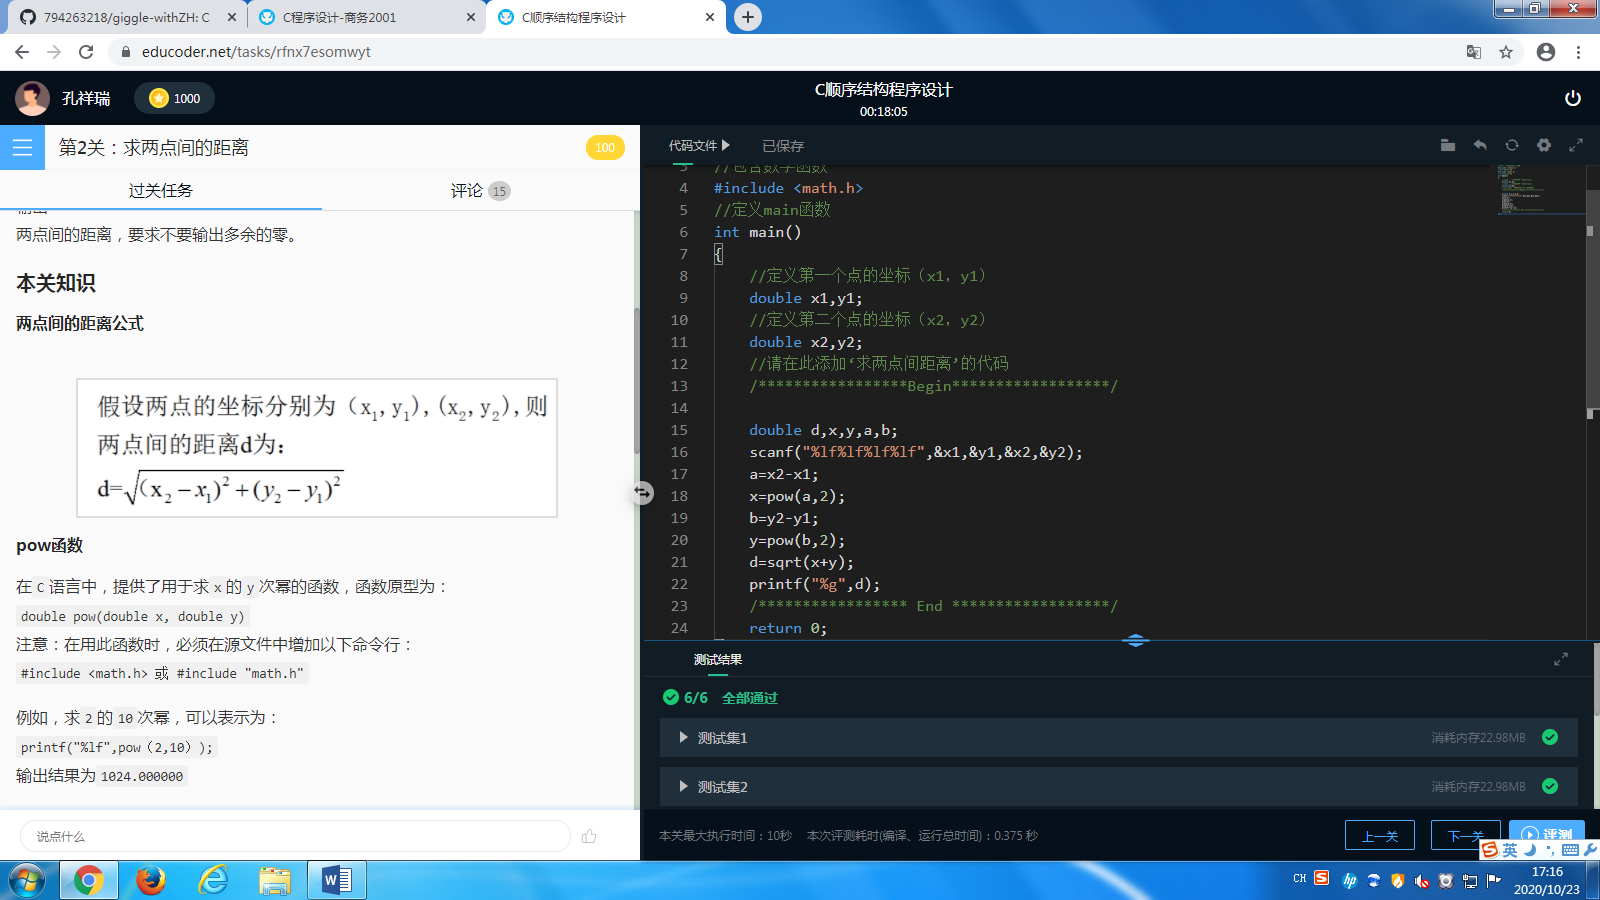 794263218/giggle-withZH: C
C程序设计-商务2001
C顺序结构程序设计
educoder.net/tasks/rfnx7esomwyt
孔祥瑞
1000
C顺序结构程序设计
00:18:05
第2关：求两点间的距离
100
过关任务
评论 15
两点间的距离，要求不要输出多余的零。
本关知识
两点间的距离公式
假设两点的坐标分别为（x1,y1),(x2,y2),则
两点间的距离d为:
d=√(x2−x1)²+(y2−y1)²
pow函数
在 C 语言中，提供了用于求 x 的 y 次幂的函数，函数原型为：
double pow(double x, double y)
注意：在用此函数时，必须在源文件中增加以下命令行：
#include <math.h> 或 #include "math.h"
例如，求 2 的 10 次幂，可以表示为：
printf("%lf",pow（2,10）);
输出结果为 1024.000000
说点什么
代码文件
已保存
3 //包含数学函数
4 #include <math.h>
5 //定义main函数
6 int main()
7 {
8 //定义第一个点的坐标（x1，y1）
9 double x1,y1;
10 //定义第二个点的坐标（x2，y2）
11 double x2,y2;
12 //请在此添加‘求两点间距离’的代码
13 /*****************Begin******************/
14
15 double d,x,y,a,b;
16 scanf("%lf%lf%lf%lf",&x1,&y1,&x2,&y2);
17 a=x2-x1;
18 x=pow(a,2);
19 b=y2-y1;
20 y=pow(b,2);
21 d=sqrt(x+y);
22 printf("%g",d);
23 /***************** End ******************/
24 return 0;
测试结果
6/6 全部通过
测试集1
消耗内存22.98MB
测试集2
消耗内存22.98MB
本关最大执行时间：10秒 本次评测耗时(编译、运行总时间)：0.375 秒
上一关
下一关
评测
英
CH
17:16
2020/10/23